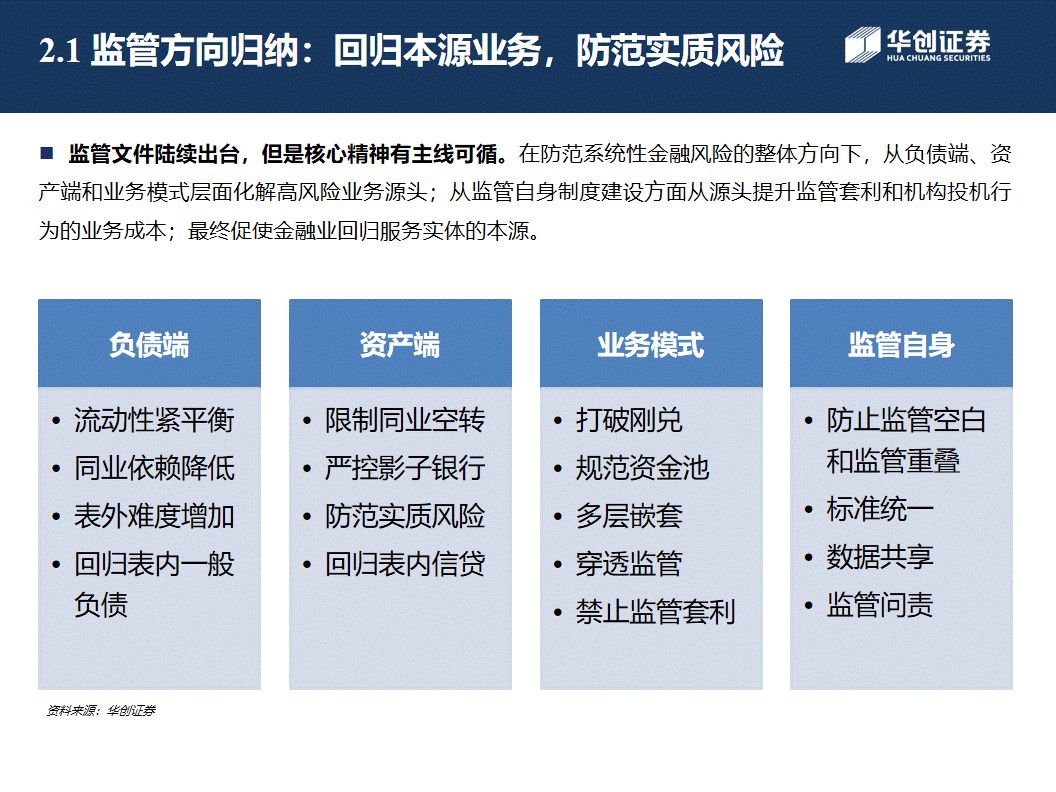 2.1 监管方向归纳：回归本源业务，防范实质风险
华创证券
HUA CHUANG SECURITIES
■ 监管文件陆续出台，但是核心精神有主线可循。在防范系统性金融风险的整体方向下，从负债端、资
产端和业务模式层面化解高风险业务源头；从监管自身制度建设方面从源头提升监管套利和机构投机行
为的业务成本；最终促使金融业回归服务实体的本源。
负债端
• 流动性紧平衡
• 同业依赖降低
• 表外难度增加
• 回归表内一般
负债
资产端
• 限制同业空转
• 严控影子银行
• 防范实质风险
• 回归表内信贷
业务模式
• 打破刚兑
• 规范资金池
• 多层嵌套
• 穿透监管
• 禁止监管套利
监管自身
• 防止监管空白
和监管重叠
• 标准统一
• 数据共享
• 监管问责
资料来源：华创证券